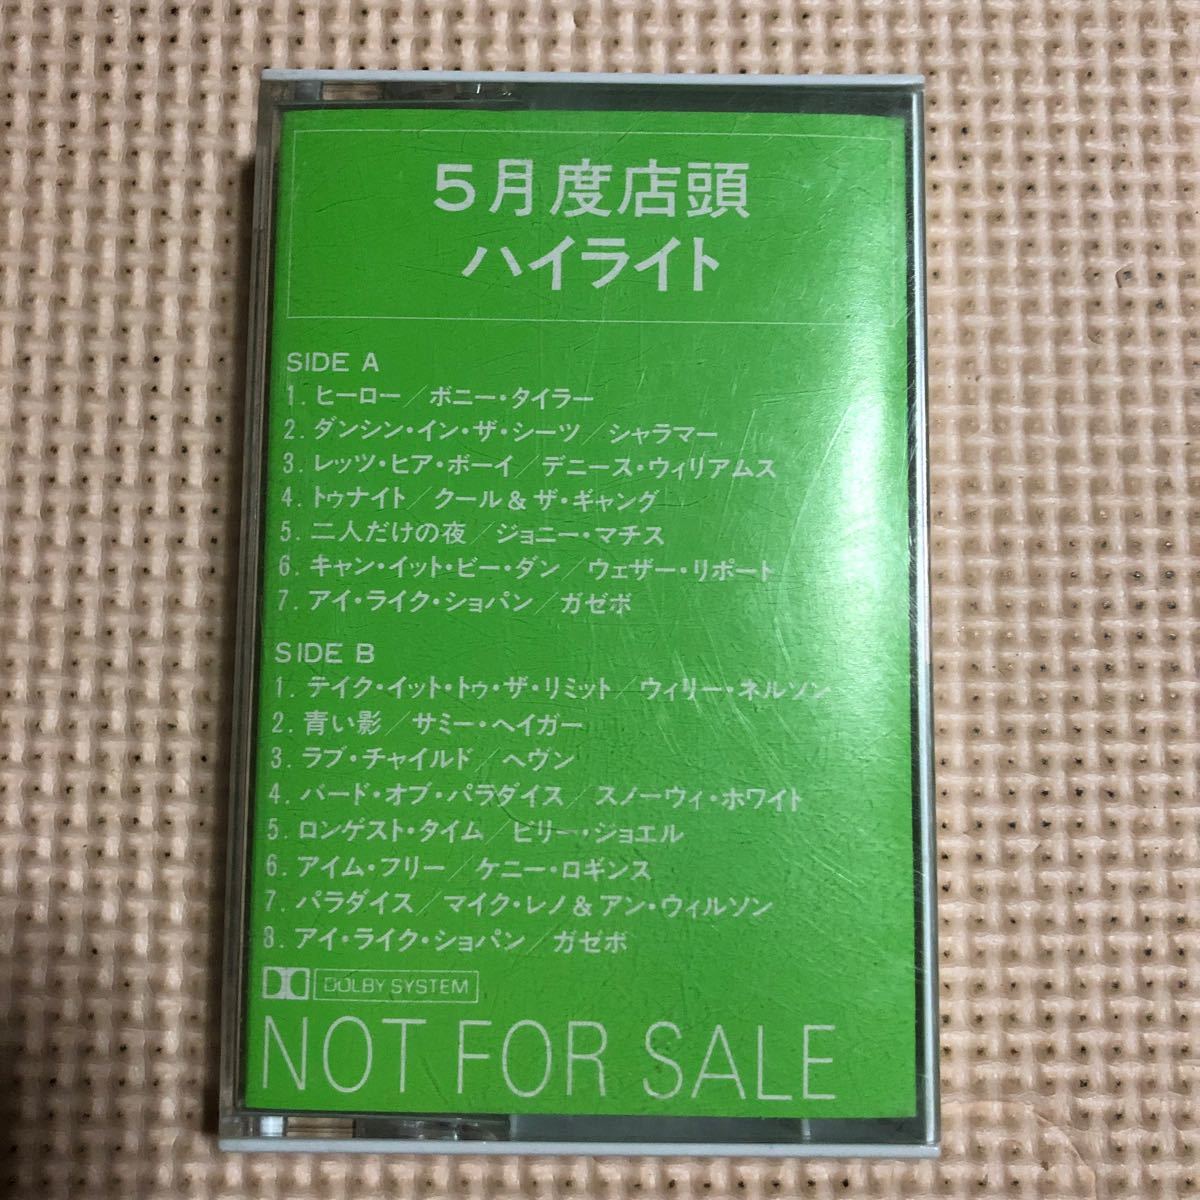 5月度店頭
ハイライト
SIDE A
1. ヒーロー/ボニー・タイラー
2. ダンシン・イン・ザ・シーツ/シャラマー
3. レッツ・ヒア・ボーイ/デニース・ウィリアムス
4. トゥナイト/クール&ザ・ギャング
5. 二人だけの夜/ジョニー・マチス
6. キャン・イット・ビー・ダン/ウェザー・リポート
7. アイ・ライク・ショパン/ガゼボ
SIDE B
1. テイク・イット・トゥ・ザ・リミット/ウィリー・ネルソン
2. 青い影/サミー・ヘイガー
3. ラブ・チャイルド/ヘヴン
4. バード・オブ・パラダイス/スノーウィ・ホワイト
5. ロンゲスト・タイム/ビリー・ジョエル
6. アイム・フリー/ケニー・ロギンス
7. パラダイス/マイク・レノ&アン・ウィルソン
8. アイ・ライク・ショパン/ガゼボ
DOLBY SYSTEM
NOT FOR SALE